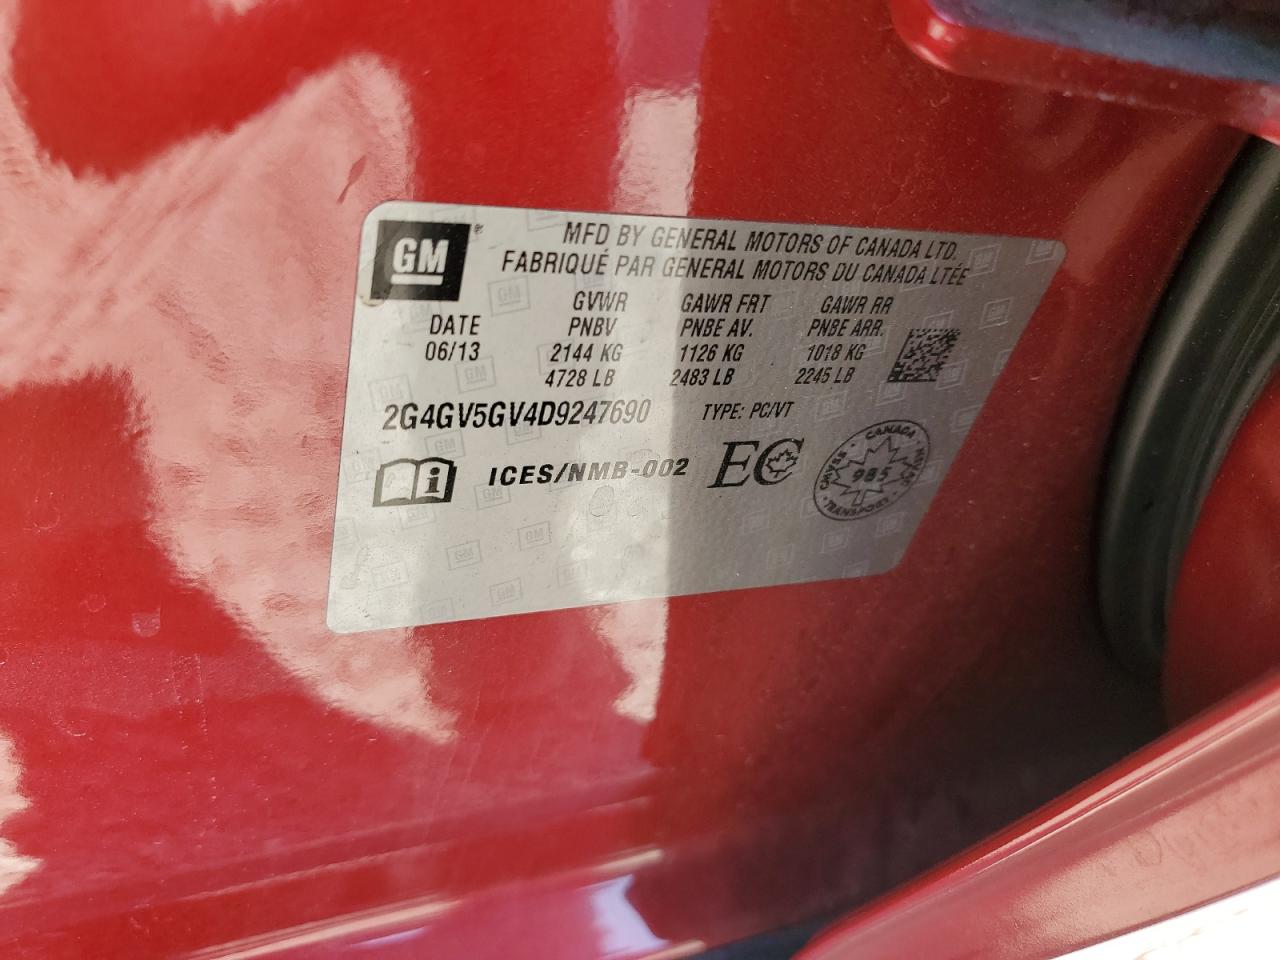 GM®
MFD BY GENERAL MOTORS OF CANADA LTD.
FABRIQUÉ PAR GENERAL MOTORS DU CANADA LTÉE
GVWR GAWR FRT GAWR RR
DATE PNBV PNBE AV. PNBE ARR.
06/13 2144 KG 1126 KG 1018 KG
4728 LB 2483 LB 2245 LB
2G4GV5GV4D9247690 TYPE: PC/VT
i ICES/NMB-002 EC
CANADA
985
TRANSPORT